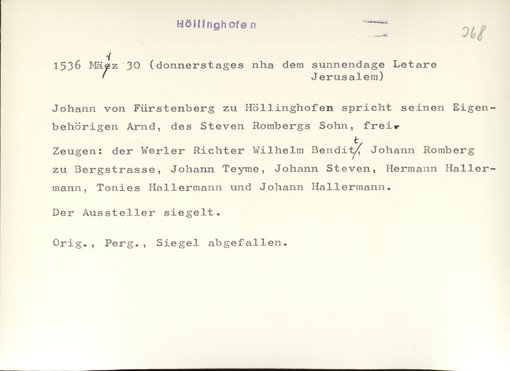 Höllinghofen
268
1536 März 30 (donnerstages nha dem sunnendage Letare
Jerusalem)
Johann von Fürstenberg zu Höllinghofen spricht seinen Eigen-
behörigen Arnd, des Steven Rombergs Sohn, frei.
Zeugen: der Werler Richter Wilhelm Benditt, Johann Romberg
zu Bergstrasse, Johann Teyme, Johann Steven, Hermann Haller-
mann, Tonies Hallermann und Johann Hallermann.
Der Aussteller siegelt.
Orig., Perg., Siegel abgefallen.